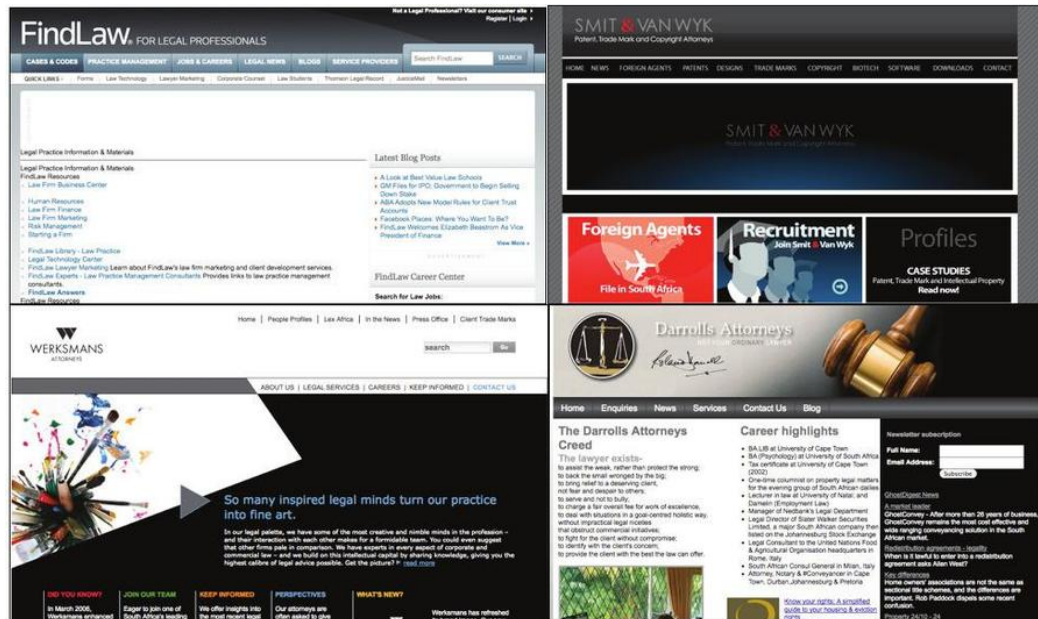 Not a Legal Professional? Visit our consumer site
Register | Login
FindLaw. FOR LEGAL PROFESSIONALS
CASES & CODES PRACTICE MANAGEMENT JOBS & CAREERS LEGAL NEWS BLOGS SERVICE PROVIDERS
Search FindLaw SEARCH
QUICK LINKS: Forms Law Technology Lawyer Marketing Corporate Counsel Law Students Thomson Legal Record JusticeMail Newsletters
Legal Practice Information & Materials
Legal Practice Information & Materials
FindLaw Resources
Law Firm Business Center
Human Resources
Law Firm Finance
Law Firm Marketing
Risk Management
Starting a Firm
FindLaw Library - Law Practice
Legal Technology Center
FindLaw Lawyer Marketing Learn about FindLaw's law firm marketing and client development services.
FindLaw Experts - Law Practice Management Consultants Provides links to law practice management
consultants.
FindLaw Answers
FindLaw Resources
Latest Blog Posts
A Look at Best Value Law Schools
GM Files for IPO; Government to Begin Selling
Down Stake
ABA Adopts New Model Rules for Client Trust
Accounts
Facebook Places: Where You Want To Be?
FindLaw Welcomes Elizabeth Beastrom As Vice
President of Finance
View More »
ADVERTISEMENT
FindLaw Career Center
Search for Law Jobs:
SMIT & VAN WYK
Patent, Trade Mark and Copyright Attorneys
HOME NEWS FOREIGN AGENTS PATENTS DESIGNS TRADE MARKS COPYRIGHT BIOTECH SOFTWARE DOWNLOADS CONTACT
SMIT & VAN WYK
Patent, Trade Mark and Copyright Attorneys
Foreign Agents
File in South Africa
Recruitment
Join Smit & Van Wyk
Profiles
CASE STUDIES
Patent, Trade Mark and Intellectual Property
Read now!
W
WERKSMANS
ATTORNEYS
Home | People Profiles | Lex Africa | In the News | Press Office | Client Trade Marks
search Go
ABOUT US | LEGAL SERVICES | CAREERS | KEEP INFORMED | CONTACT US
So many inspired legal minds turn our practice
into fine art.
In our legal palette, we have some of the most creative and nimble minds in the profession –
and their interaction with each other makes for a formidable team. You could even suggest
that other firms pale in comparison. We have experts in every aspect of corporate and
commercial law – and we build on this intellectual capital by sharing knowledge, giving you the
highest calibre of legal advice possible. Get the picture? read more
DID YOU KNOW?
In March 2008,
Werksmans enhanced
JOIN OUR TEAM
Eager to join one of
South Africa's leading
KEEP INFORMED
We offer insights into
the most recent legal
PERSPECTIVES
Our attorneys are
often asked to give
WHAT'S NEW?
Werksmans has refreshed
Darrolls Attorneys
NOT YOUR ORDINARY LAWYER
Home Enquiries News Services Contact Us Blog
The Darrolls Attorneys
Creed
The lawyer exists-
to assist the weak, rather than protect the strong;
to back the small wronged by the big;
to bring relief to a deserving client,
not fear and despair to others;
to serve and not to bully;
to charge a fair overall fee for work of excellence,
to deal with situations in a goal-centred holistic way,
without impractical legal niceties
that obstruct commercial initiatives;
to fight for the client without compromise;
to identify with the client's concern;
to provide the client with the best the law can offer.
Career highlights
BA.LIB at University of Cape Town
BA (Psychology) at University of South Africa
Tax certificate at University of Cape Town
(2002)
One-time columnist on property legal matters
for the evening group of South African dailies
Lecturer in law at University of Natal; and
Damelin (Employment Law)
Manager of Nedbank's Legal Department
Legal Director of Slater Walker Securities
Limited, a major South African company then
listed on the Johannesburg Stock Exchange
Legal Consultant to the United Nations Food
& Agricultural Organisation headquarters in
Rome, Italy
South African Consul General in Milan, Italy
Attorney, Notary & #Conveyancer in Cape
Town, Durban,Johannesburg & Pretoria
Know your rights: A simplified
guide to your housing & eviction
rights
Newsletter subscription
Full Name:
Email Address:
Subscribe
GhostDigest News
A market leader
GhostConvey - After more than 28 years of business,
GhostConvey remains the most cost effective and
wide ranging conveyancing solution in the South
African market.
Redistribution agreements - legality
When is it lawful to enter into a redistribution
agreement asks Allen West?
Key differences
Home owners' associations are not the same as
sectional title schemes, and the differences are
important. Rob Paddock dispels some recent
confusion.
Property 24/10 - 24